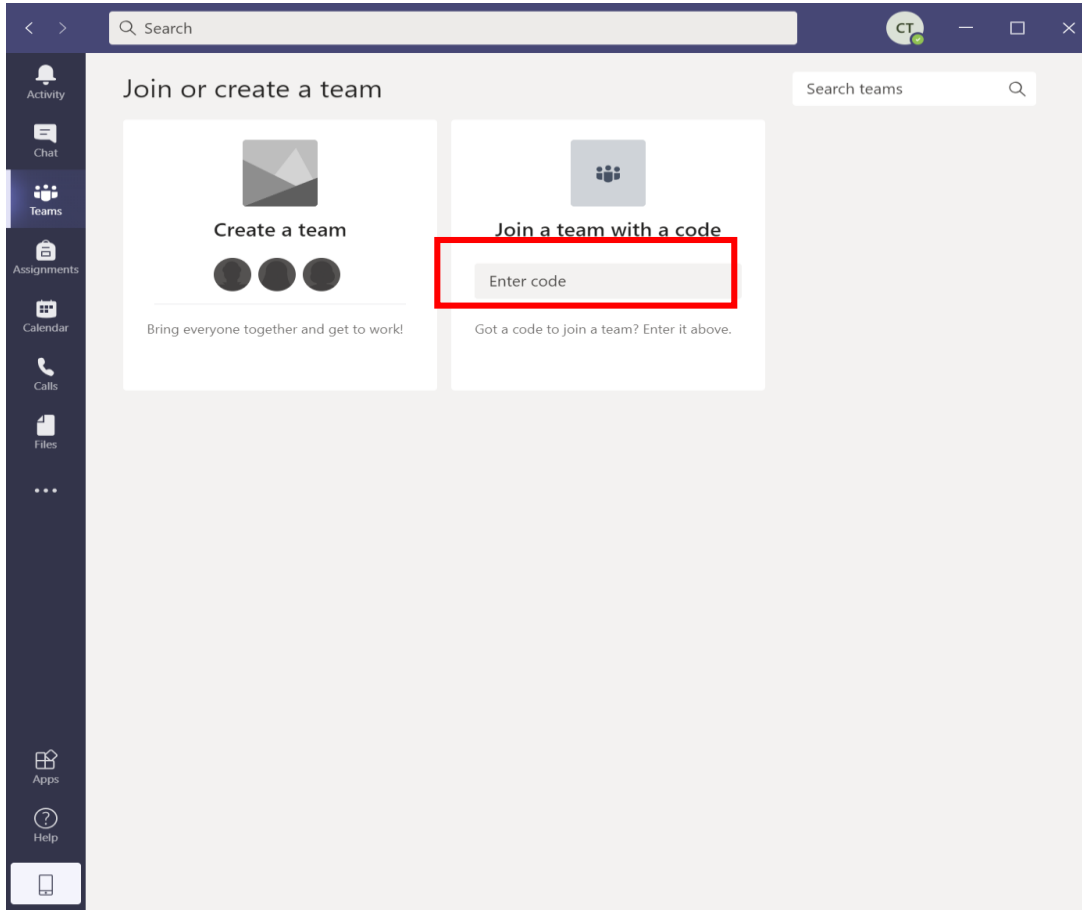 Search
CT
Activity
Chat
Teams
Assignments
Calendar
Calls
Files
Apps
Help
Join or create a team
Search teams
Create a team
Bring everyone together and get to work!
Join a team with a code
Enter code
Got a code to join a team? Enter it above.